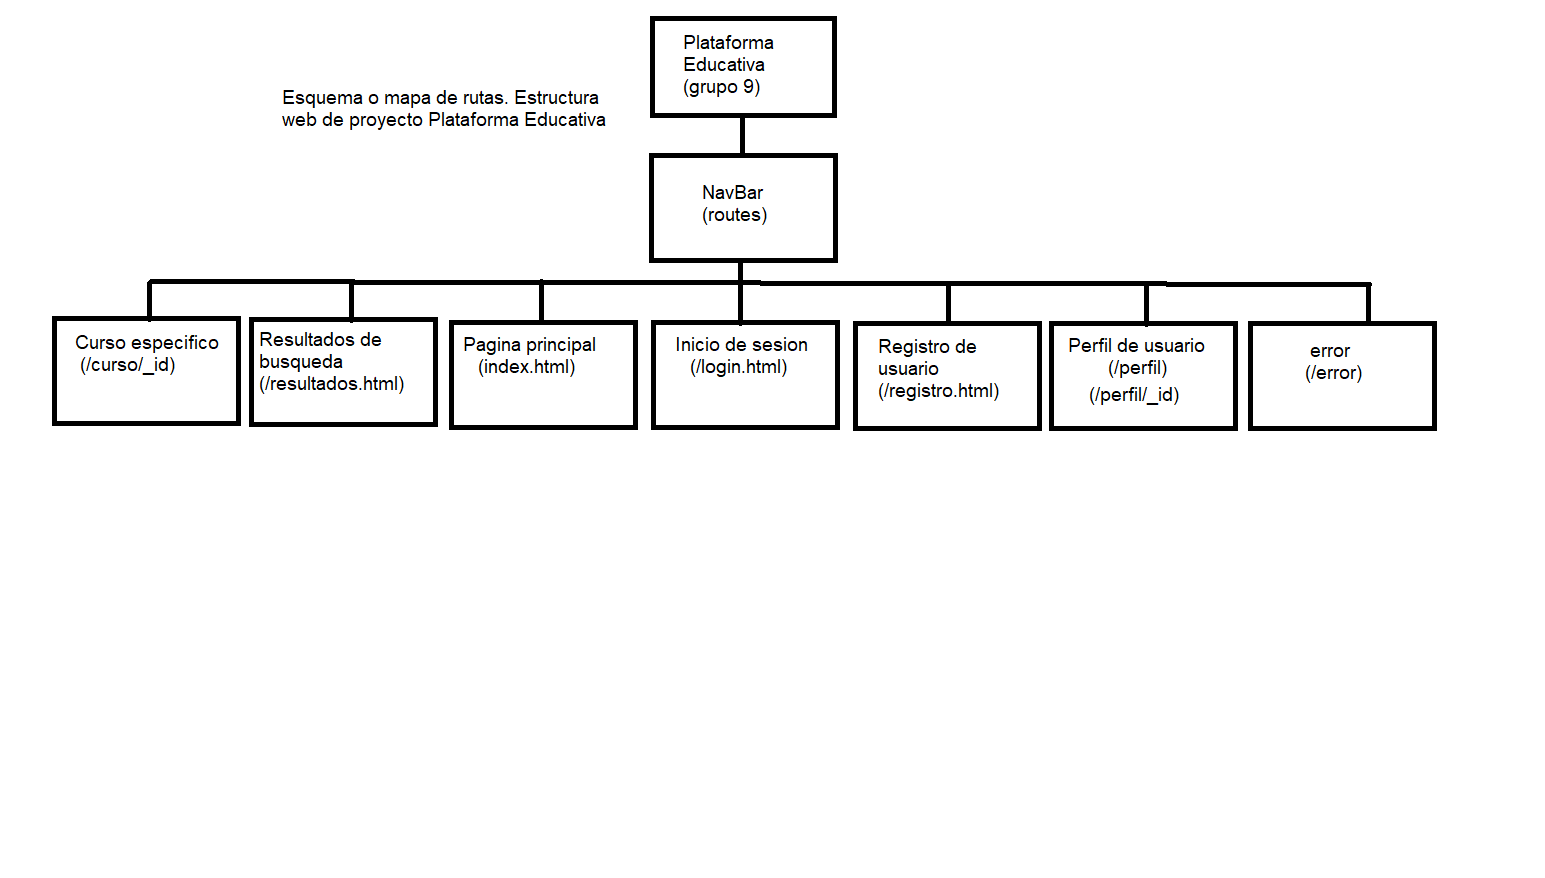 Plataforma
Educativa
(grupo 9)
Esquema o mapa de rutas. Estructura
web de proyecto Plataforma Educativa
NavBar
(routes)
Curso especifico
(/curso/_id)
Resultados de
busqueda
(/resultados.html)
Pagina principal
(index.html)
Inicio de sesion
(/login.html)
Registro de
usuario
(/registro.html)
Perfil de usuario
(/perfil)
(/perfil/_id)
error
(/error)